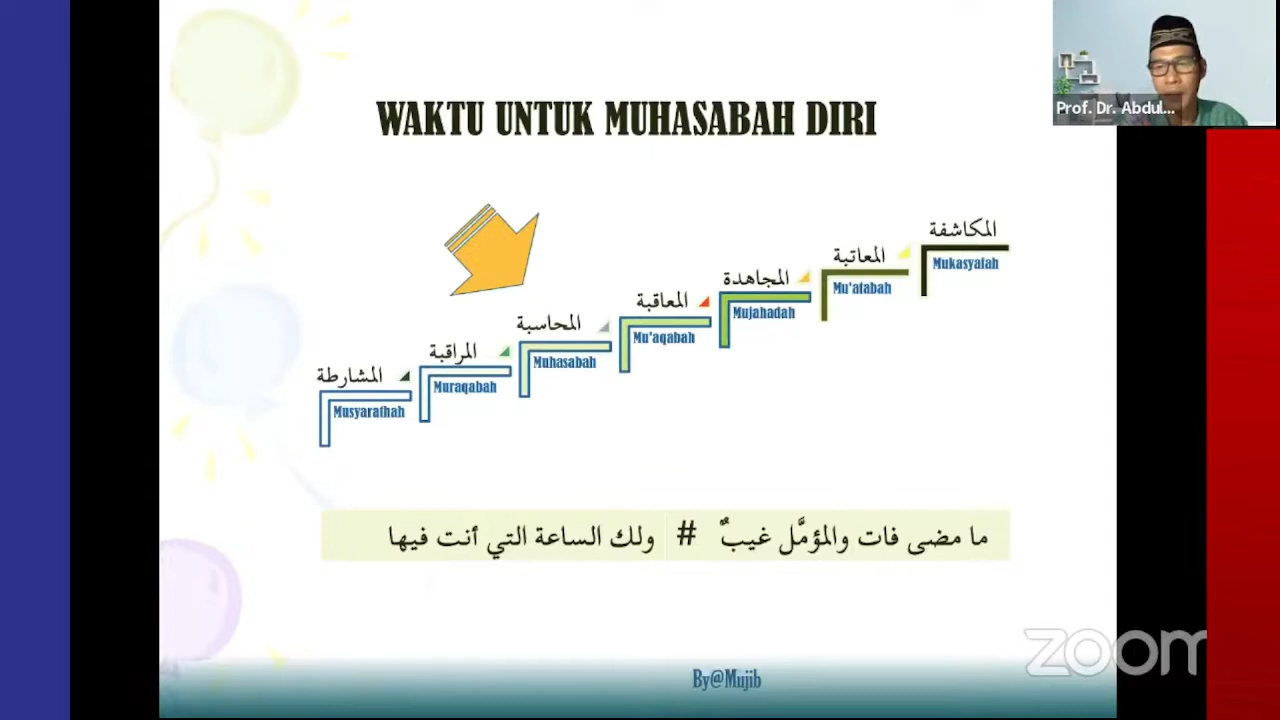 Prof. Dr. Abdul...
WAKTU UNTUK MUHASABAH DIRI
المشارطة
Musyarathah
المراقبة
Muraqabah
المحاسبة
Muhasabah
المعاقبة
Mu'aqabah
المجاهدة
Mujahadah
المعاتبة
Mu'atabah
المكاشفة
Mukasyafah
ما مضى فات والمؤمَّل غيبٌ # ولك الساعة التي أنت فيها
zoom
By@Mujib